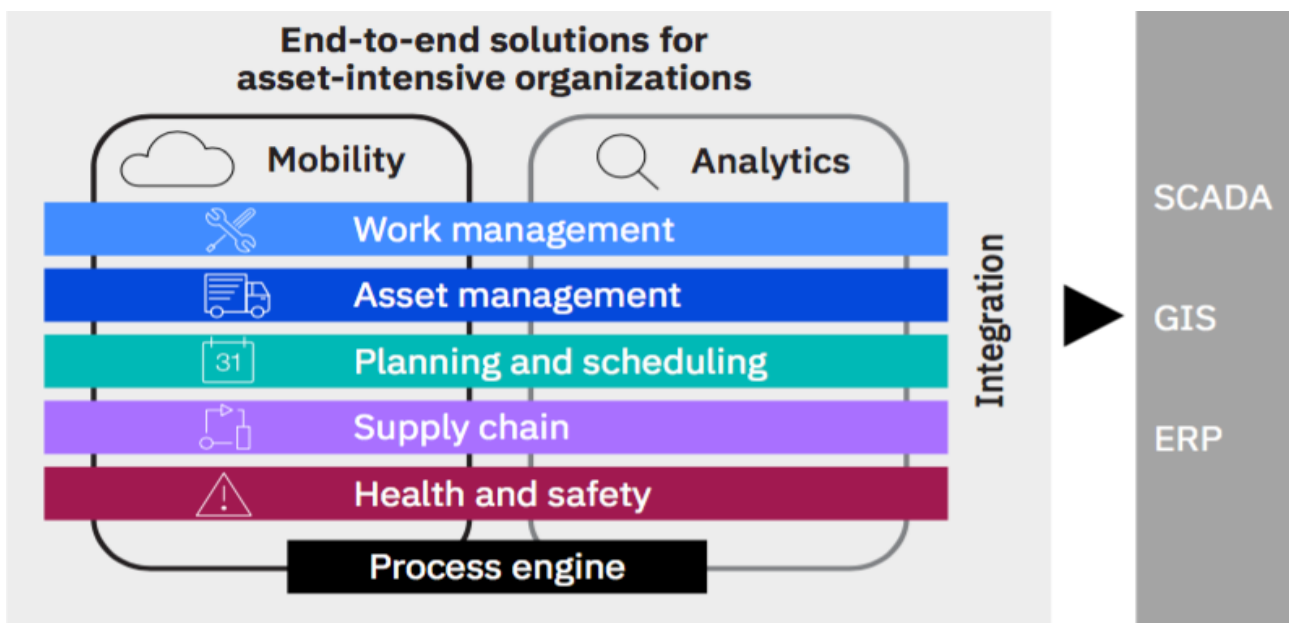 End-to-end solutions for
asset-intensive organizations
Mobility
Analytics
Work management
Asset management
31
Planning and scheduling
Supply chain
Health and safety
Process engine
Integration
SCADA
GIS
ERP